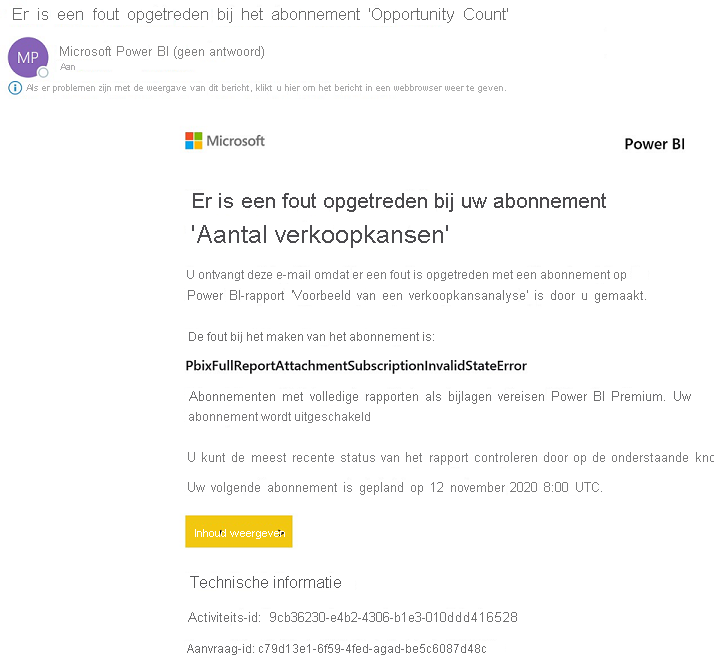 Er is een fout opgetreden bij het abonnement 'Opportunity Count'
MP
Microsoft Power BI (geen antwoord)
Aan
Als er problemen zijn met de weergave van dit bericht, klikt u hier om het bericht in een webbrowser weer te geven.
Microsoft
Power BI
Er is een fout opgetreden bij uw abonnement
'Aantal verkoopkansen'
U ontvangt deze e-mail omdat er een fout is opgetreden met een abonnement op
Power BI-rapport 'Voorbeeld van een verkoopkansanalyse' is door u gemaakt.
De fout bij het maken van het abonnement is:
PbixFullReportAttachmentSubscriptionInvalidStateError
Abonnementen met volledige rapporten als bijlagen vereisen Power BI Premium. Uw
abonnement wordt uitgeschakeld
U kunt de meest recente status van het rapport controleren door op de onderstaande kno
Uw volgende abonnement is gepland op 12 november 2020 8:00 UTC.
Inhoud weergeven
Technische informatie
Activiteits-id: 9cb36230-e4b2-4306-b1e3-010ddd416528
Aanvraag-id: c79d13e1-6f59-4fed-agad-be5c6087d48c